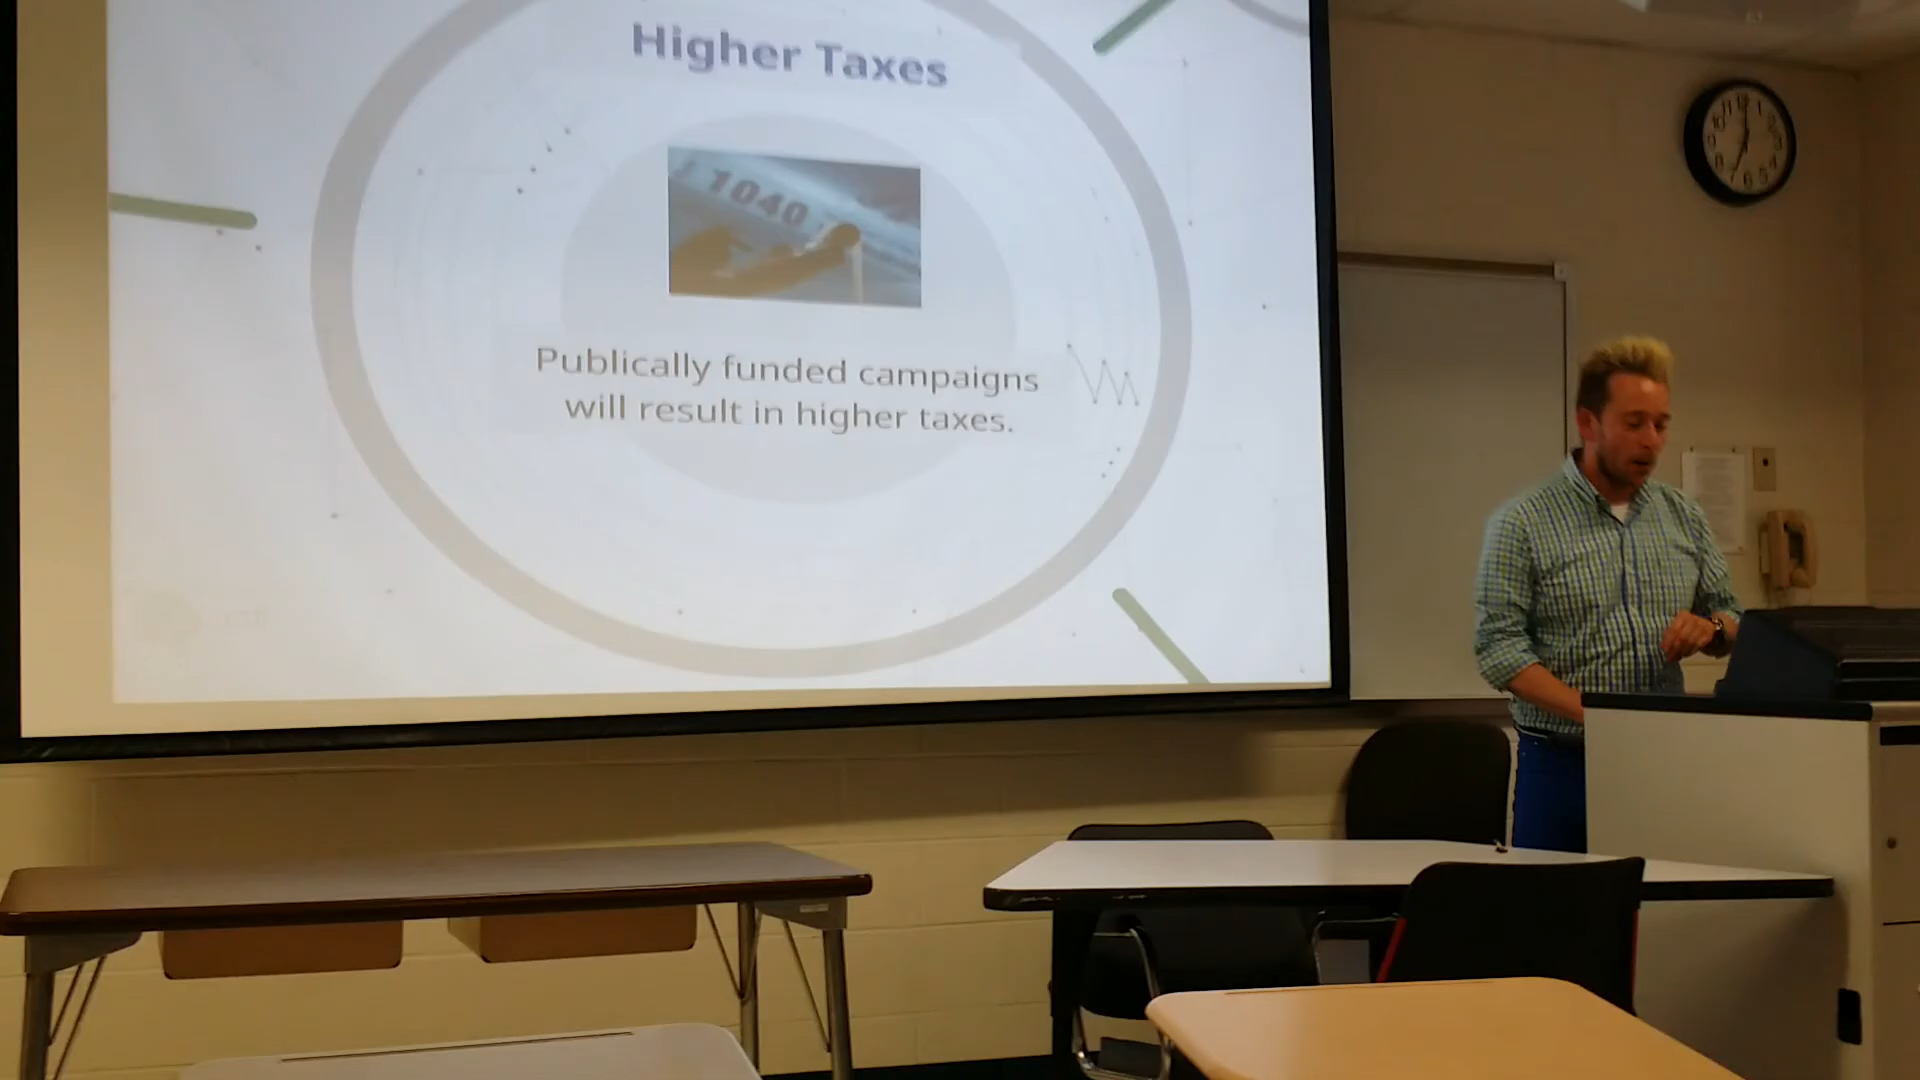 Higher Taxes
1040
Publically funded campaigns
will result in higher taxes.